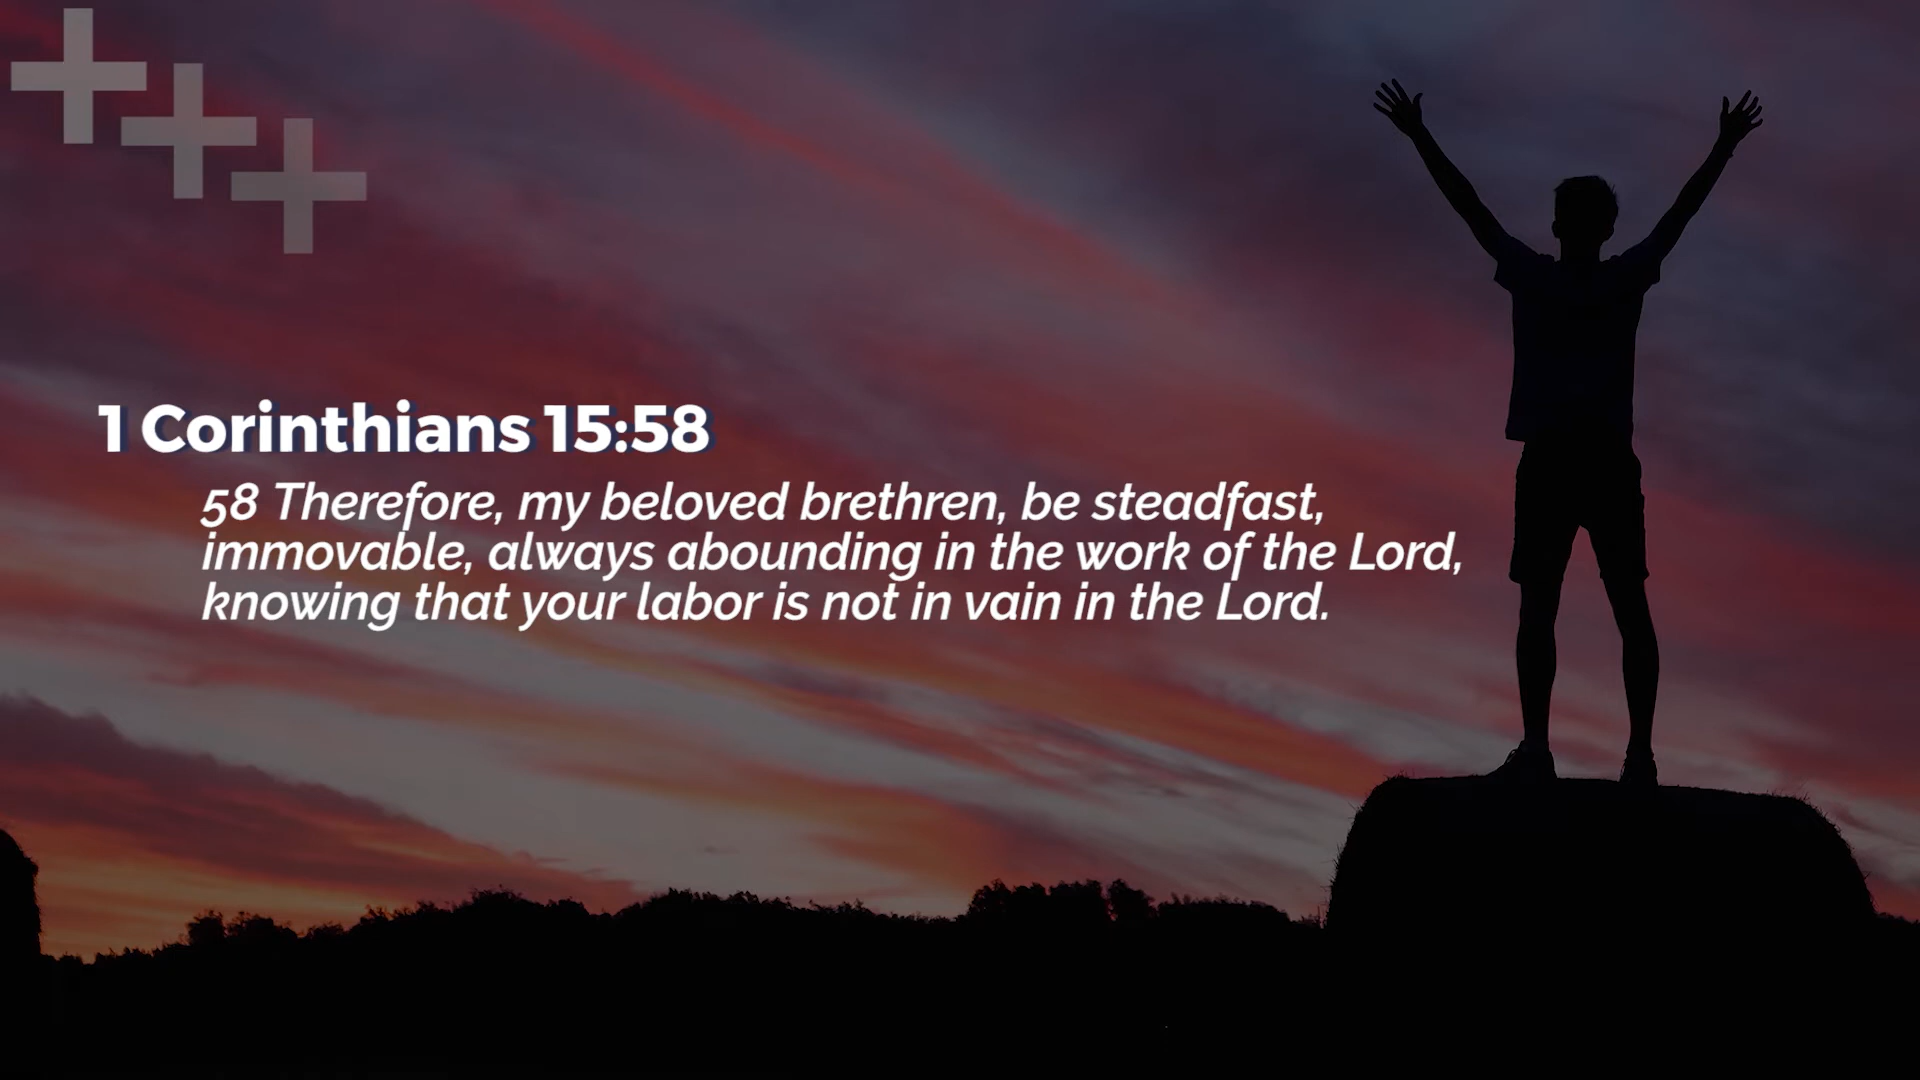 1 Corinthians 15:58
58 Therefore, my beloved brethren, be steadfast,
immovable, always abounding in the work of the Lord,
knowing that your labor is not in vain in the Lord.